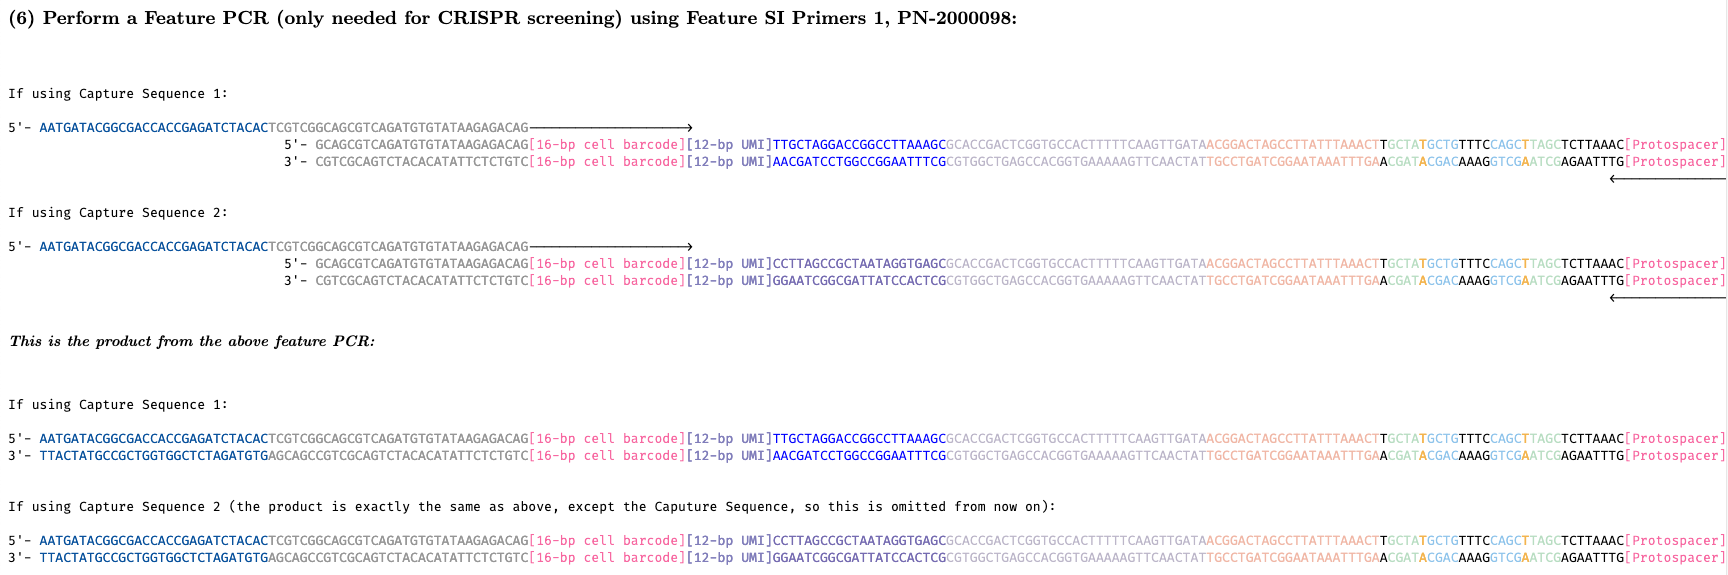 (6) Perform a Feature PCR (only needed for CRISPR screening) using Feature SI Primers 1, PN-2000098:
If using Capture Sequence 1:
5'- AATGATACGGCGACCACCGAGATCTACACTCGTCGGCAGCGTCAGATGTGTATAAGAGACAG
5'- GCAGCGTCAGATGTGTATAAGAGACAG[16-bp cell barcode][12-bp UMI]TTGCTAGGACCGGCCTTAAAGCGCACCGACTCGGTGCCACTTTTTCAAGTTGATAACGGACTAGCCTTATTTAAACTTGCTATGCTGTTTCCAGCTTAGCTCTTAAAC[Protospacer]
3'- CGTCGCAGTCTACACATATTCTCTGTC[16-bp cell barcode][12-bp UMI]AACGATCCTGGCCGGAATTTCGCGTGGCTGAGCCACGGTGAAAAAGTTCAACTATTGCCTGATCGGAATAAATTTGAACGATACGACAAAGGTCGAATCGAGAATTTG[Protospacer]
If using Capture Sequence 2:
5'- AATGATACGGCGACCACCGAGATCTACACTCGTCGGCAGCGTCAGATGTGTATAAGAGACAG
5'- GCAGCGTCAGATGTGTATAAGAGACAG[16-bp cell barcode][12-bp UMI]CCTTAGCCGCTAATAGGTGAGCGCACCGACTCGGTGCCACTTTTTCAAGTTGATAACGGACTAGCCTTATTTAAACTTGCTATGCTGTTTCCAGCTTAGCTCTTAAAC[Protospacer]
3'- CGTCGCAGTCTACACATATTCTCTGTC[16-bp cell barcode][12-bp UMI]GGAATCGGCGATTATCCACTCGCGTGGCTGAGCCACGGTGAAAAAGTTCAACTATTGCCTGATCGGAATAAATTTGAACGATACGACAAAGGTCGAATCGAGAATTTG[Protospacer]
This is the product from the above feature PCR:
If using Capture Sequence 1:
5'- AATGATACGGCGACCACCGAGATCTACACTCGTCGGCAGCGTCAGATGTGTATAAGAGACAG[16-bp cell barcode][12-bp UMI]TTGCTAGGACCGGCCTTAAAGCGCACCGACTCGGTGCCACTTTTTCAAGTTGATAACGGACTAGCCTTATTTAAACTTGCTATGCTGTTTCCAGCTTAGCTCTTAAAC[Protospacer]
3'- TTACTATGCCGCTGGTGGCTCTAGATGTGAGCAGCCGTCGCAGTCTACACATATTCTCTGTC[16-bp cell barcode][12-bp UMI]AACGATCCTGGCCGGAATTTCGCGTGGCTGAGCCACGGTGAAAAAGTTCAACTATTGCCTGATCGGAATAAATTTGAACGATACGACAAAGGTCGAATCGAGAATTTG[Protospacer]
If using Capture Sequence 2 (the product is exactly the same as above, except the Caputure Sequence, so this is omitted from now on):
5'- AATGATACGGCGACCACCGAGATCTACACTCGTCGGCAGCGTCAGATGTGTATAAGAGACAG[16-bp cell barcode][12-bp UMI]CCTTAGCCGCTAATAGGTGAGCGCACCGACTCGGTGCCACTTTTTCAAGTTGATAACGGACTAGCCTTATTTAAACTTGCTATGCTGTTTCCAGCTTAGCTCTTAAAC[Protospacer]
3'- TTACTATGCCGCTGGTGGCTCTAGATGTGAGCAGCCGTCGCAGTCTACACATATTCTCTGTC[16-bp cell barcode][12-bp UMI]GGAATCGGCGATTATCCACTCGCGTGGCTGAGCCACGGTGAAAAAGTTCAACTATTGCCTGATCGGAATAAATTTGAACGATACGACAAAGGTCGAATCGAGAATTTG[Protospacer]